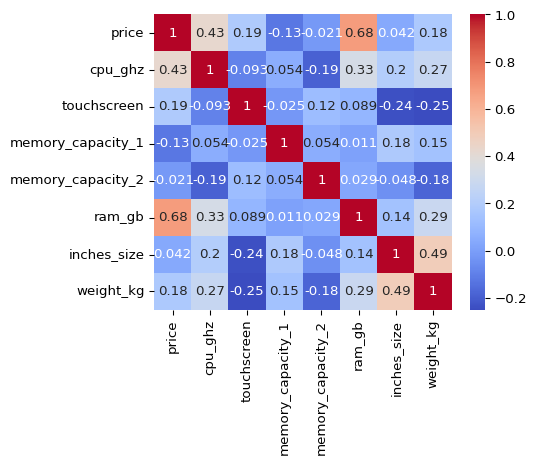 price 1 0.43 0.19 -0.13 -0.021 0.68 0.042 0.18
cpu_ghz 0.43 1 -0.093 0.054 -0.19 0.33 0.2 0.27
touchscreen 0.19 -0.093 1 -0.025 0.12 0.089 -0.24 -0.25
memory_capacity_1 -0.13 0.054 -0.025 1 0.054 0.011 0.18 0.15
memory_capacity_2 -0.021 -0.19 0.12 0.054 1 0.029 -0.048 -0.18
ram_gb 0.68 0.33 0.089 0.011 0.029 1 0.14 0.29
inches_size 0.042 0.2 -0.24 0.18 -0.048 0.14 1 0.49
weight_kg 0.18 0.27 -0.25 0.15 -0.18 0.29 0.49 1
price
cpu_ghz
touchscreen
memory_capacity_1
memory_capacity_2
ram_gb
inches_size
weight_kg
1.0
0.8
0.6
0.4
0.2
0.0
−0.2